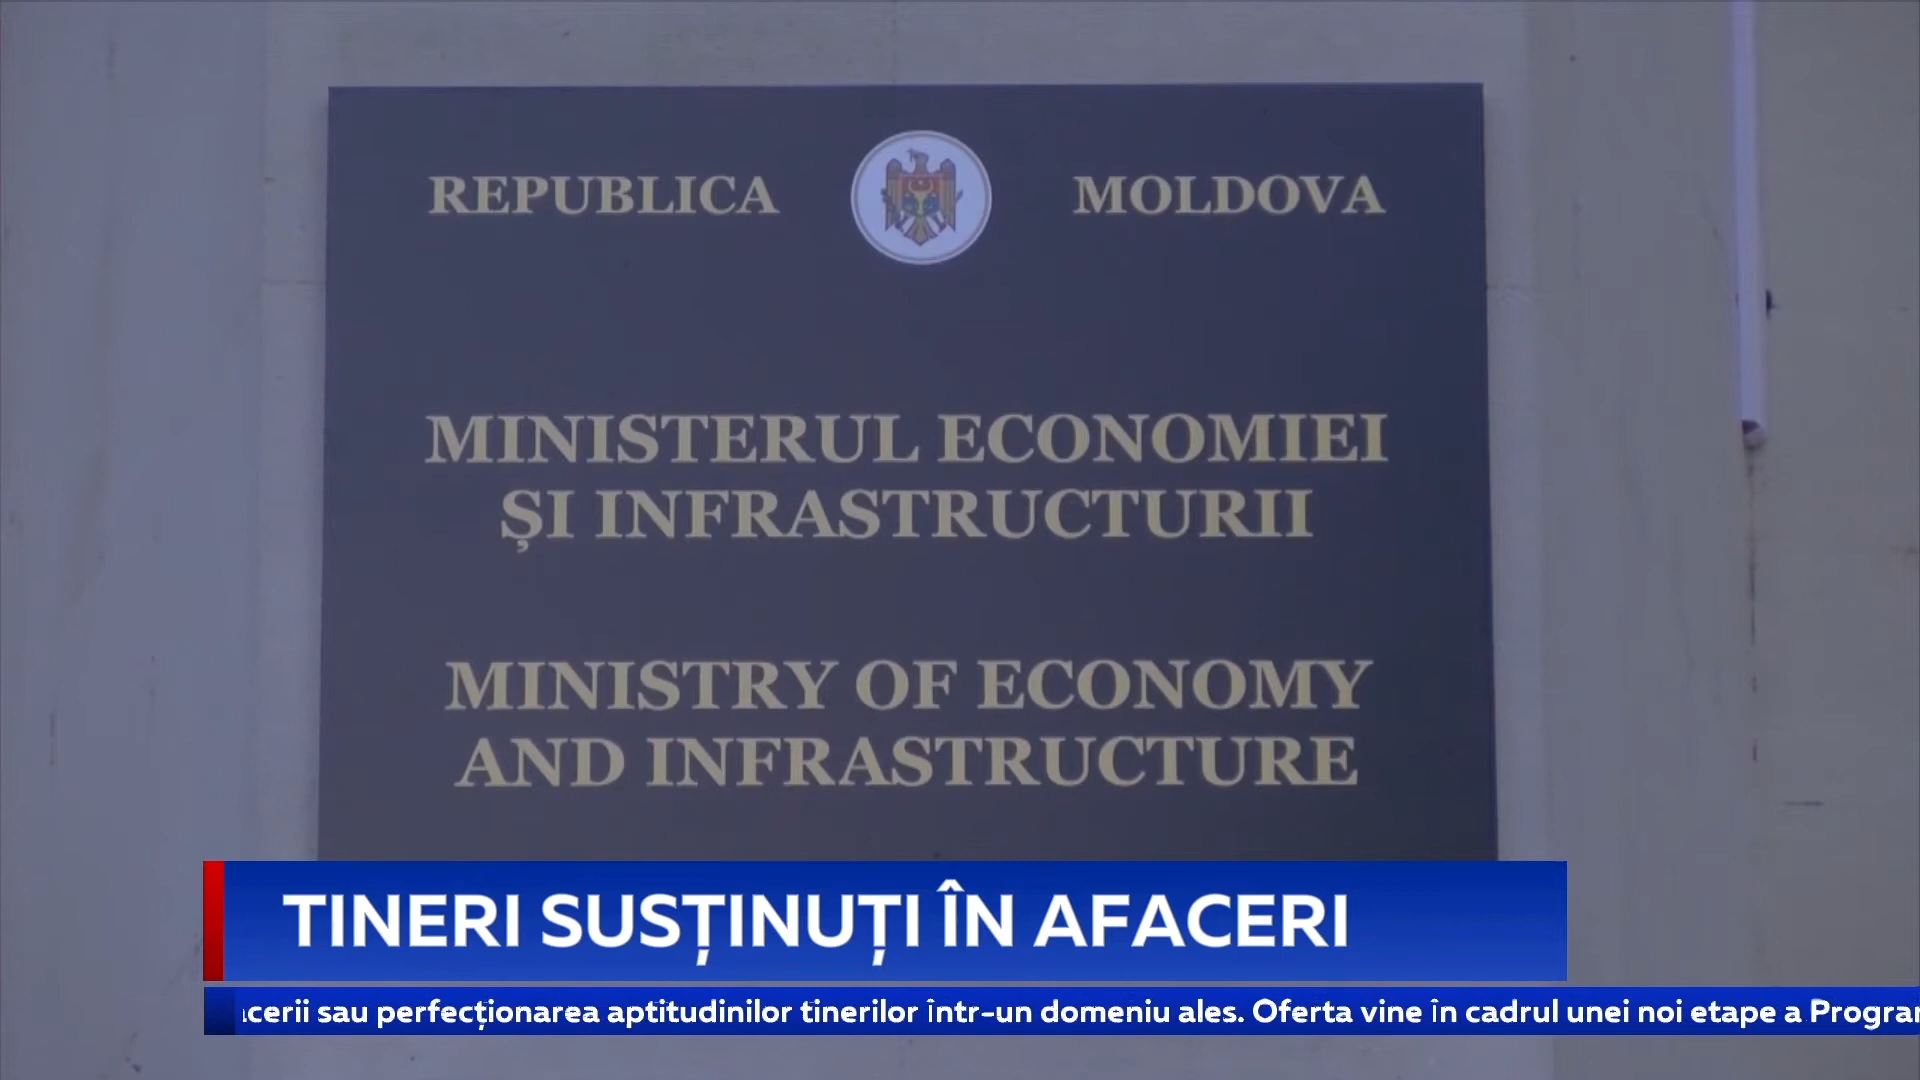 REPUBLICA MOLDOVA
MINISTERUL ECONOMIEI
ȘI INFRASTRUCTURII
MINISTRY OF ECONOMY
AND INFRASTRUCTURE
TINERI SUSȚINUȚI ÎN AFACERI
sau perfecționarea aptitudinilor tinerilor într-un domeniu ales. Oferta vine în cadrul unei noi etape a